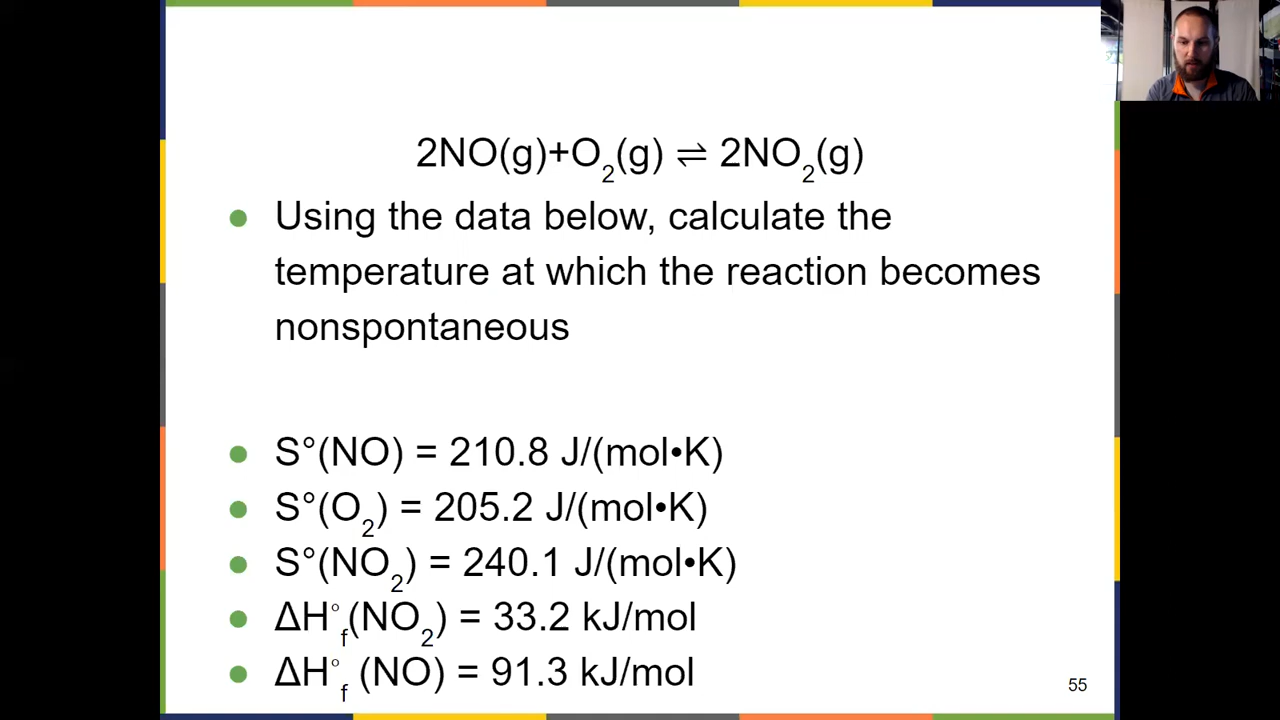 2NO(g)+O₂(g) ⇌ 2NO₂(g)
● Using the data below, calculate the
temperature at which the reaction becomes
nonspontaneous
● S°(NO) = 210.8 J/(mol•K)
● S°(O₂) = 205.2 J/(mol•K)
● S°(NO₂) = 240.1 J/(mol•K)
● ΔH°f(NO₂) = 33.2 kJ/mol
● ΔH°f (NO) = 91.3 kJ/mol
55